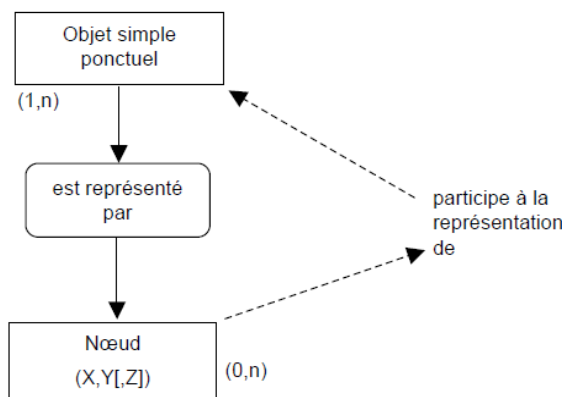 Objet simple
ponctuel
(1,n)
est représenté
par
participe à la
représentation
de
Nœud
(X,Y[,Z])
(0,n)